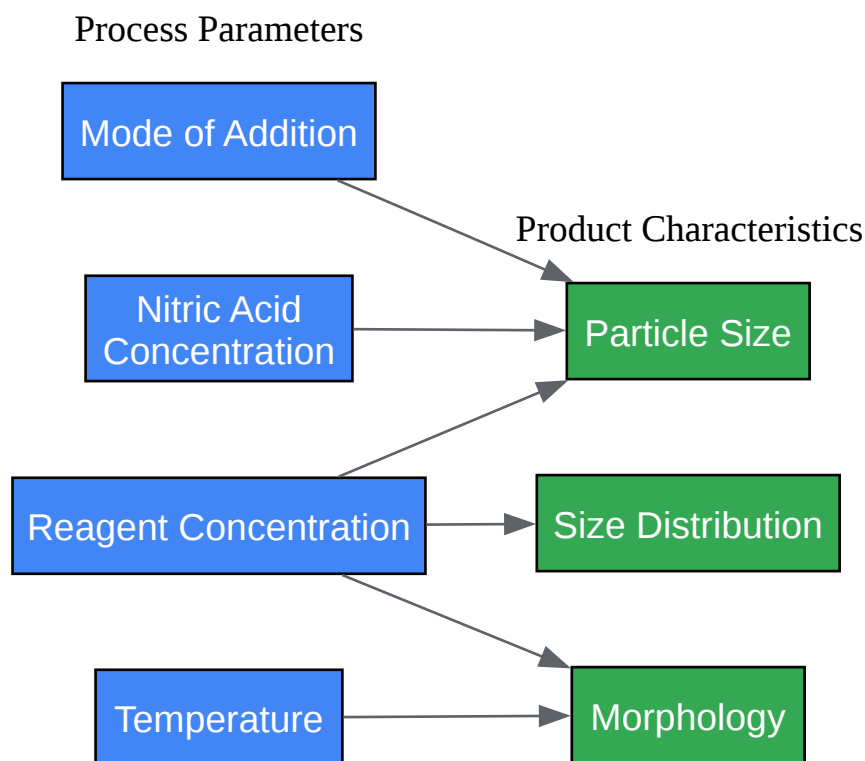 Process Parameters
Mode of Addition
Product Characteristics
Nitric Acid
Concentration
Particle Size
Reagent Concentration
Size Distribution
Temperature
Morphology